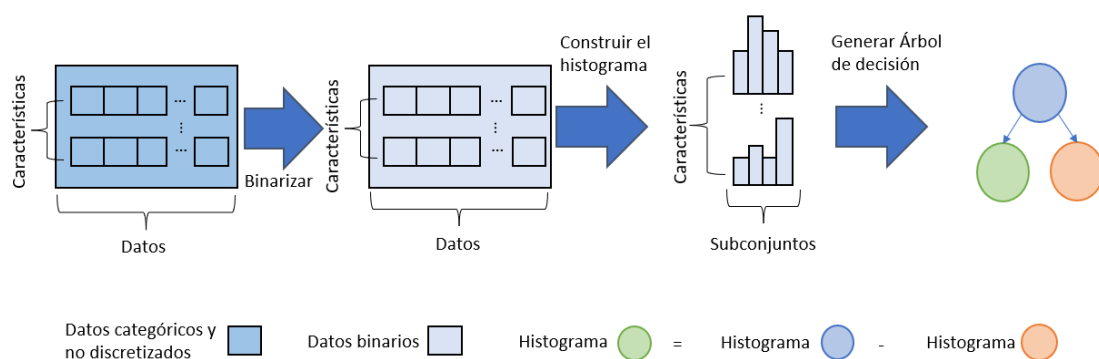 Construir el
histograma
Generar Árbol
de decisión
Características
Binarizar
Características
Características
Datos
Datos
Subconjuntos
Datos categóricos y
no discretizados
Datos binarios
Histograma
=
Histograma
-
Histograma